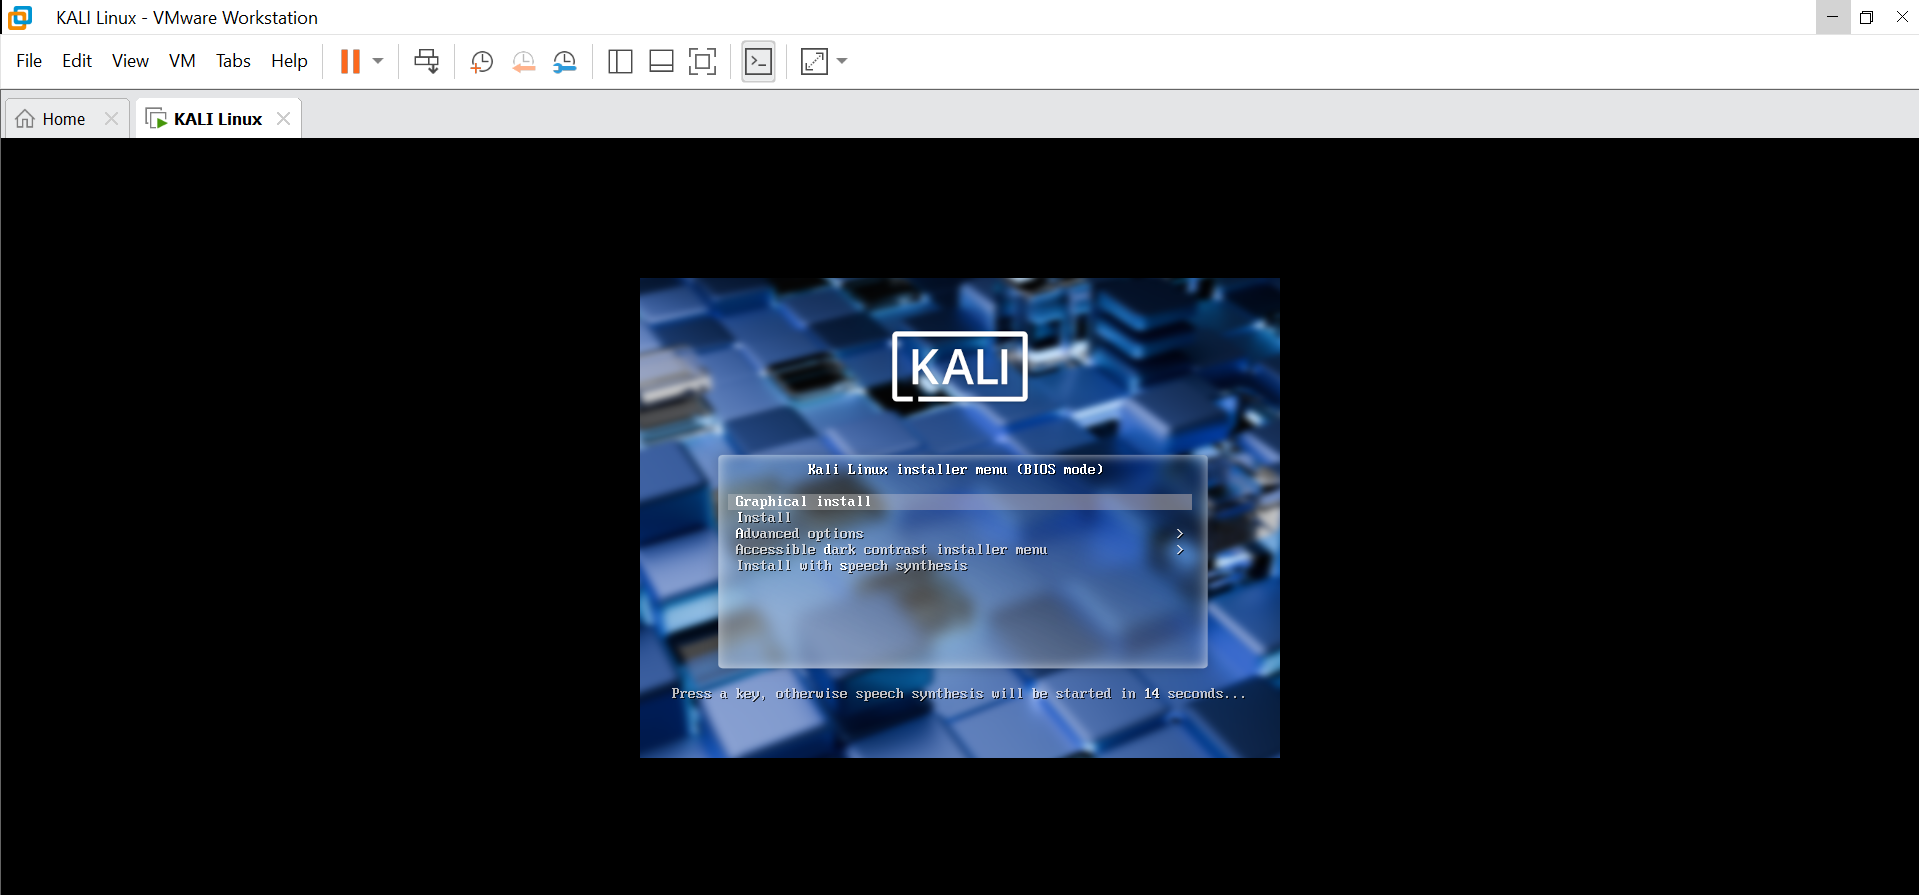 KALI Linux - VMware Workstation
File Edit View VM Tabs Help
Home KALI Linux
KALI
Kali Linux installer menu (BIOS mode)
Graphical install
Install
Advanced options >
Accessible dark contrast installer menu >
Install with speech synthesis
Press a key, otherwise speech synthesis will be started in 14 seconds...